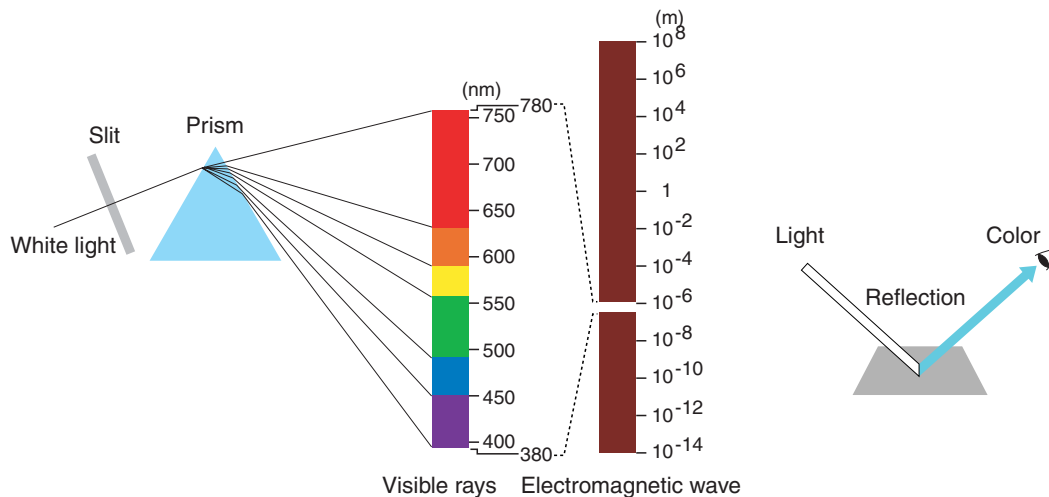 Slit
Prism
White light
(nm)
780
750
700
650
600
550
500
450
400
380
Visible rays
(m)
10^8
10^6
10^4
10^2
1
10^-2
10^-4
10^-6
10^-8
10^-10
10^-12
10^-14
Electromagnetic wave
Light
Color
Reflection